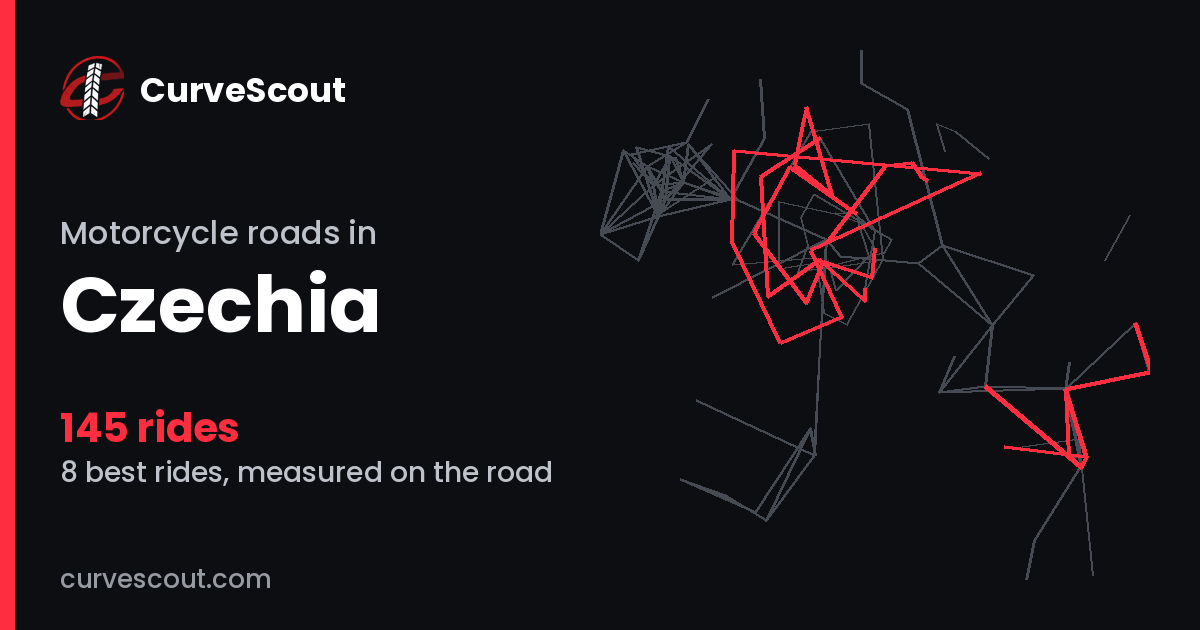 CurveScout
Motorcycle roads in
Czechia
145 rides
8 best rides, measured on the road
curvescout.com